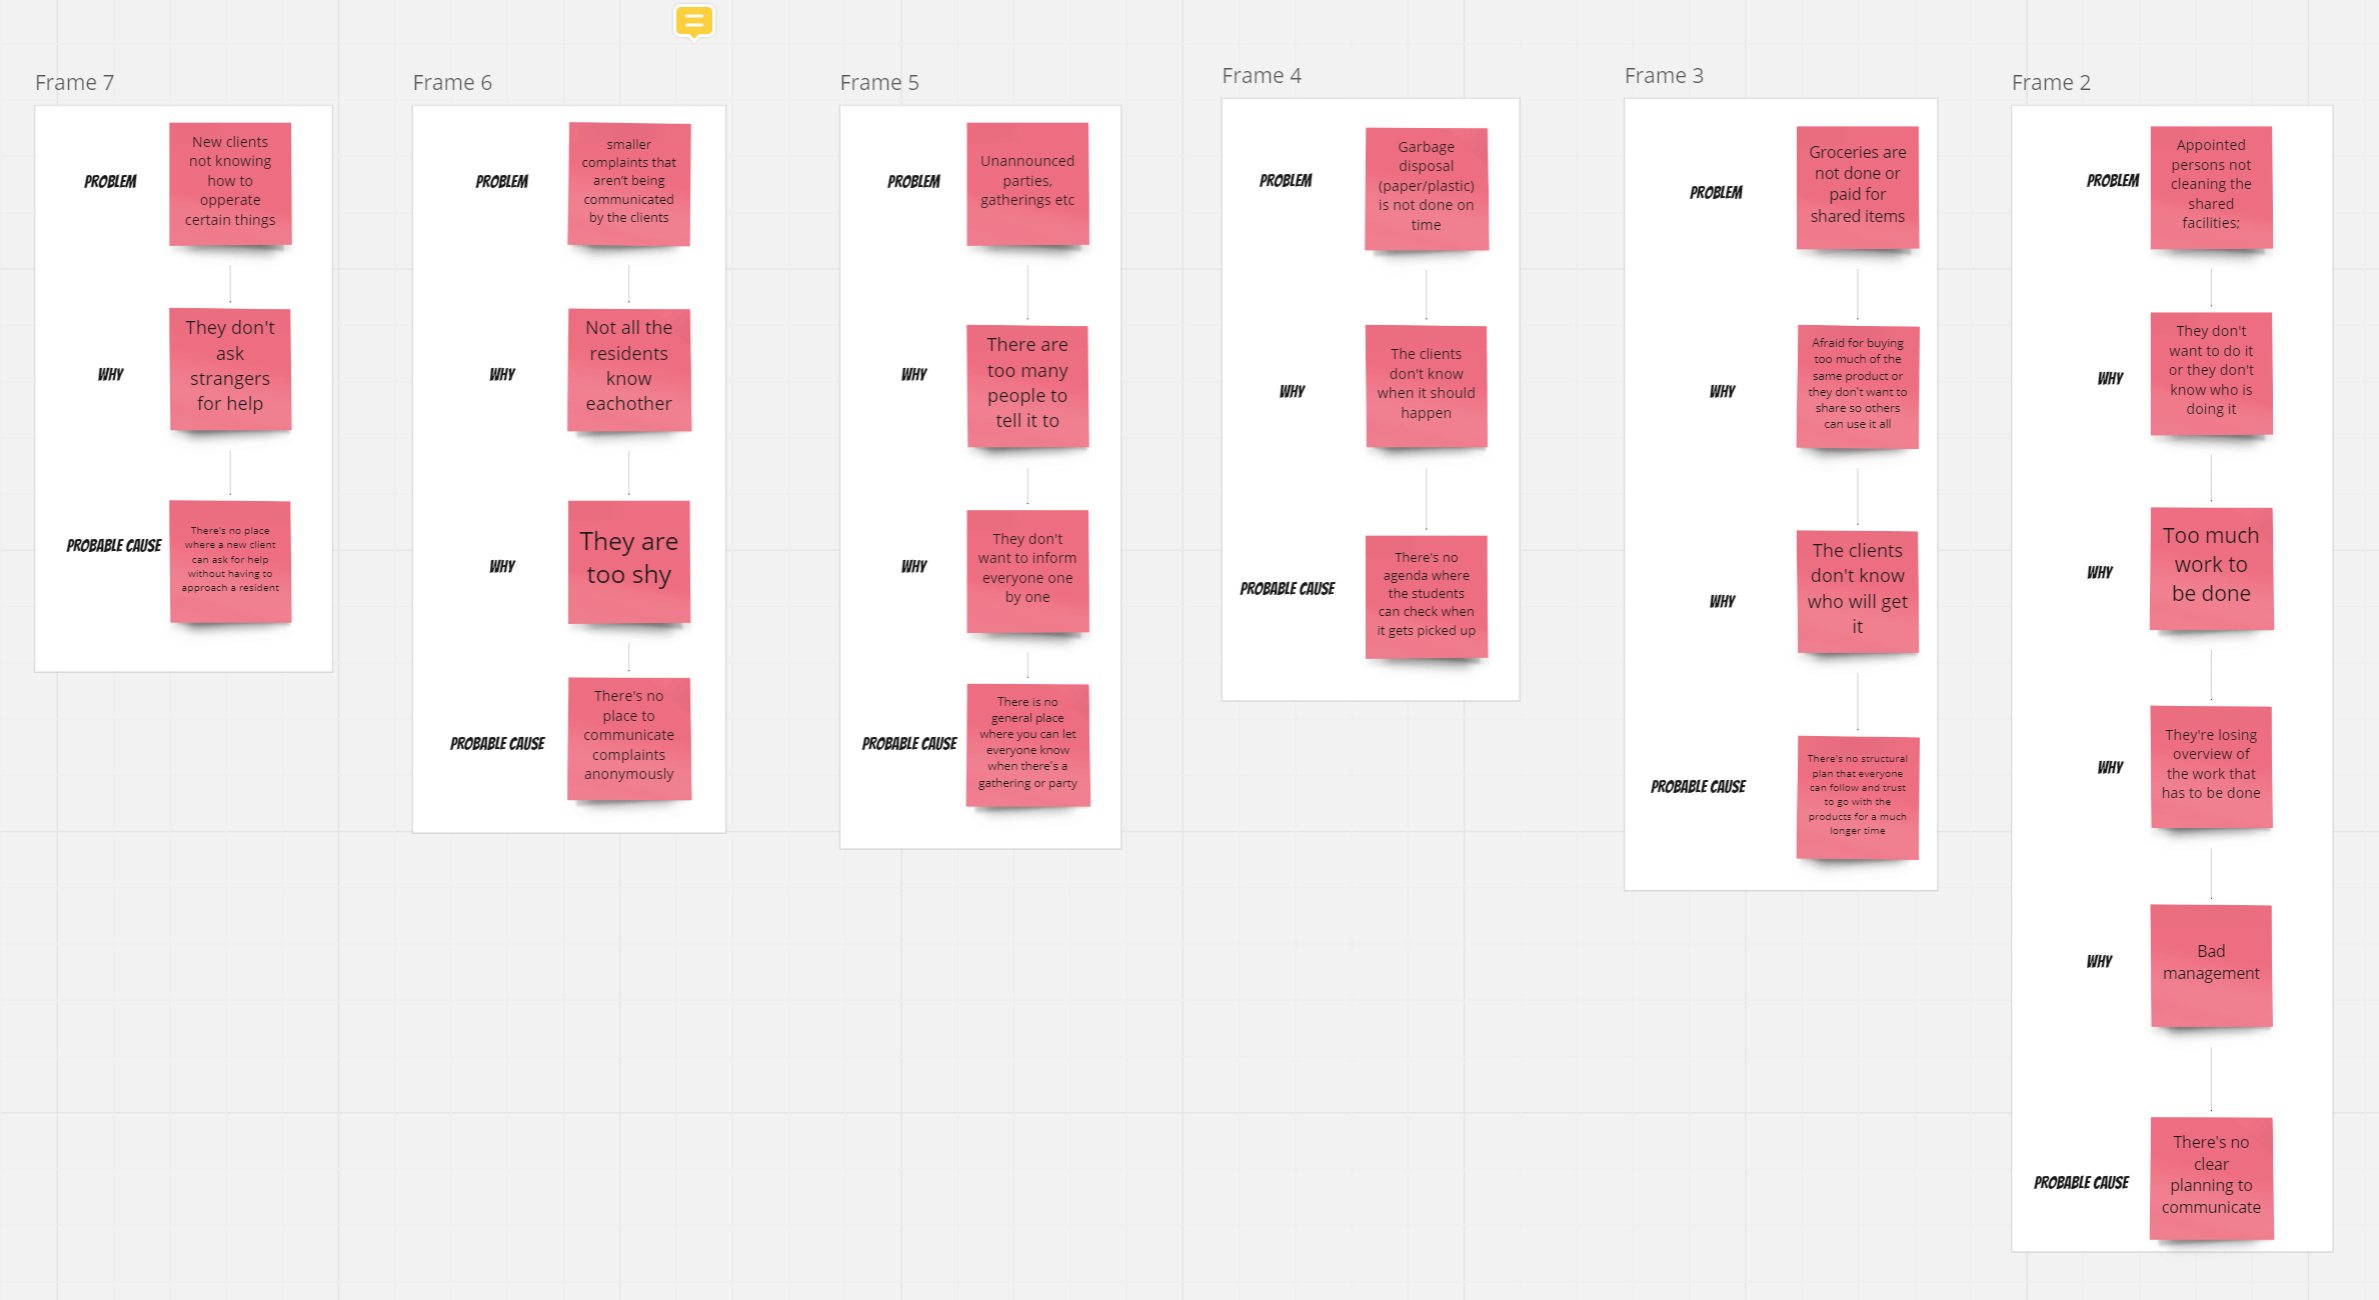 Frame 7
PROBLEM
New clients
not knowing
how to
opperate
certain things
WHY
They don't
ask
strangers
for help
PROBABLE CAUSE
There's no place
where a new client
can ask for help
without having to
approach a resident
Frame 6
PROBLEM
smaller
complaints that
aren't being
communicated
by the clients
WHY
Not all the
residents
know
eachother
WHY
They are
too shy
PROBABLE CAUSE
There's no
place to
communicate
complaints
anonymously
Frame 5
PROBLEM
Unannounced
parties,
gatherings etc
WHY
There are
too many
people to
tell it to
WHY
They don't
want to inform
everyone one
by one
PROBABLE CAUSE
There is no
general place
where you can let
everyone know
when there's a
gathering or party
Frame 4
PROBLEM
Garbage
disposal
(paper/plastic)
is not done on
time
WHY
The clients
don't know
when it should
happen
PROBABLE CAUSE
There's no
agenda where
the students
can check when
it gets picked up
Frame 3
PROBLEM
Groceries are
not done or
paid for
shared items
WHY
Afraid for buying
too much of the
same product or
they don't want to
share so others
can use it all
WHY
The clients
don't know
who will get
it
PROBABLE CAUSE
There's no structural
plan that everyone
can follow and trust
to go with the
products for a much
longer time
Frame 2
PROBLEM
Appointed
persons not
cleaning the
shared
facilities;
WHY
They don't
want to do it
or they don't
know who is
doing it
WHY
Too much
work to
be done
WHY
They're losing
overview of
the work that
has to be done
WHY
Bad
management
PROBABLE CAUSE
There's no
clear
planning to
communicate